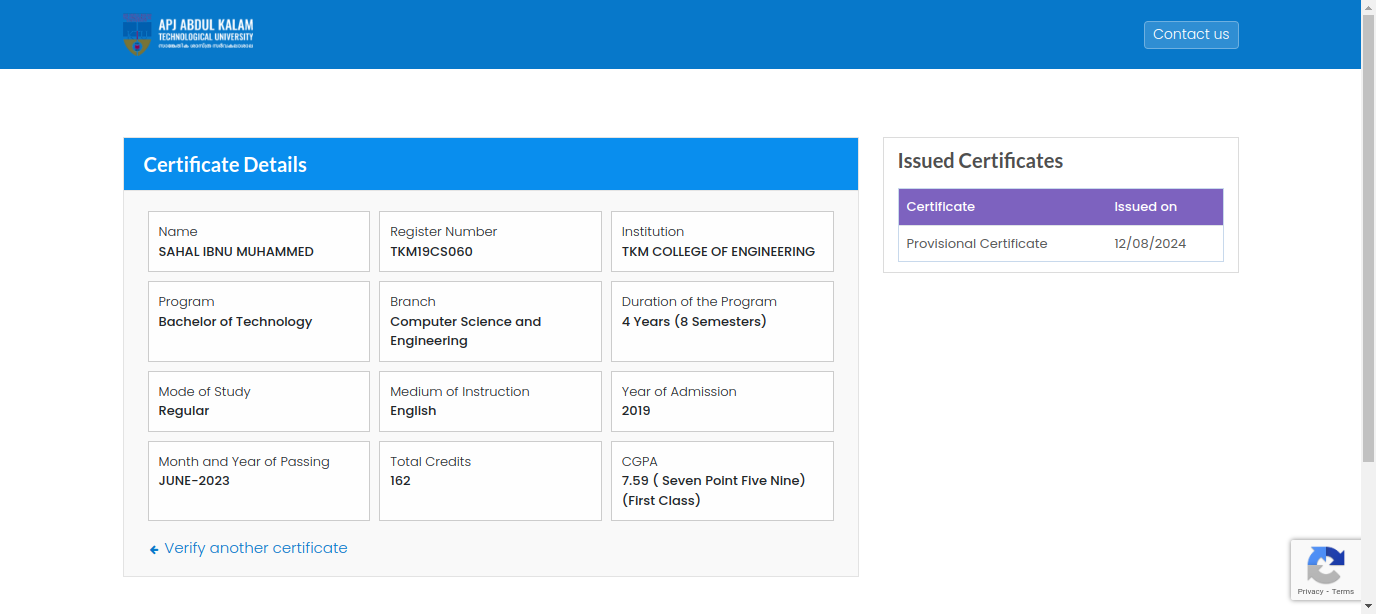 APJ ABDUL KALAM
TECHNOLOGICAL UNIVERSITY
Contact us
Certificate Details
Name
SAHAL IBNU MUHAMMED
Register Number
TKM19CS060
Institution
TKM COLLEGE OF ENGINEERING
Program
Bachelor of Technology
Branch
Computer Science and
Engineering
Duration of the Program
4 Years (8 Semesters)
Mode of Study
Regular
Medium of Instruction
English
Year of Admission
2019
Month and Year of Passing
JUNE-2023
Total Credits
162
CGPA
7.59 ( Seven Point Five Nine)
(First Class)
Verify another certificate
Issued Certificates
Certificate Issued on
Provisional Certificate 12/08/2024
Privacy - Terms